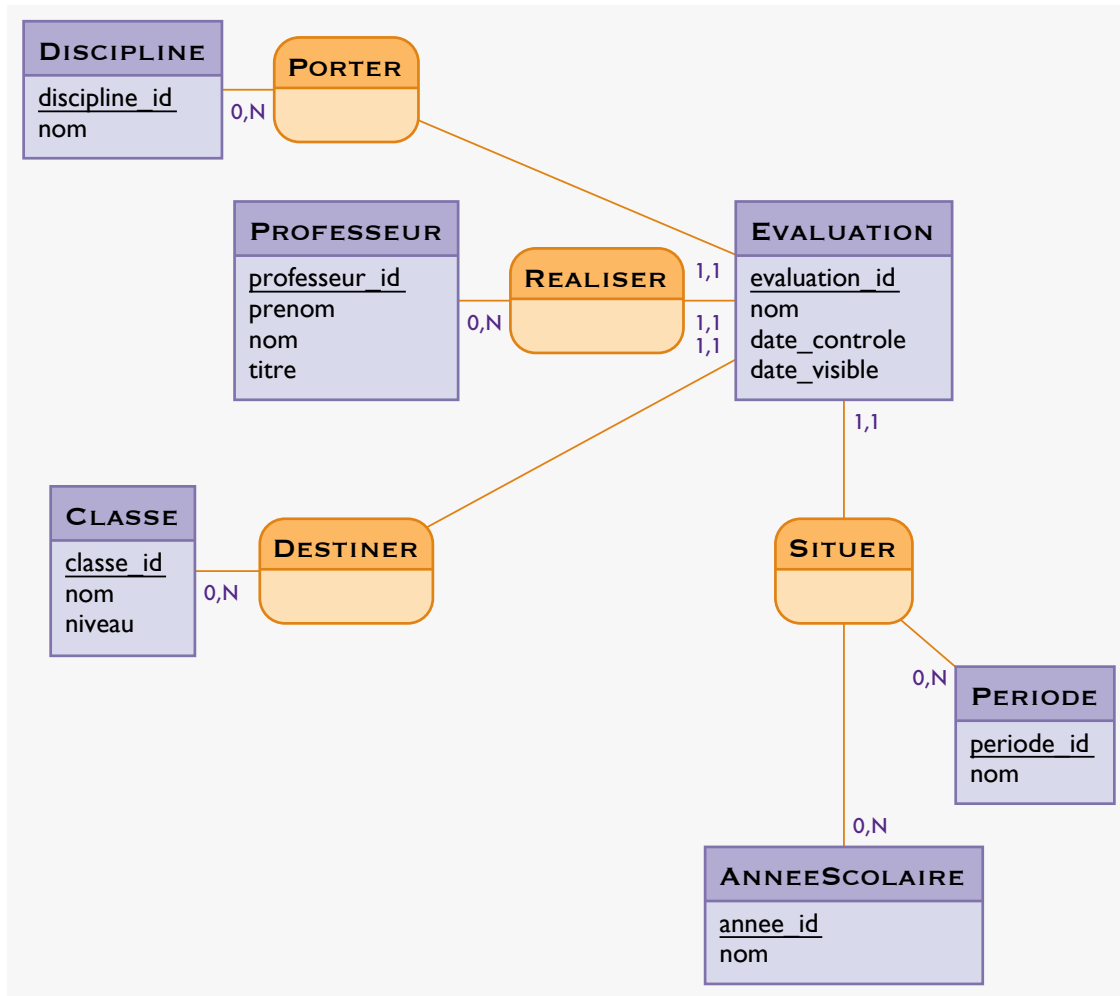 DISCIPLINE
discipline_id
nom
0,N
PORTER
PROFESSEUR
professeur_id
prenom
nom
titre
0,N
REALISER
1,1
1,1
1,1
EVALUATION
evaluation_id
nom
date_controle
date_visible
1,1
CLASSE
classe_id
nom
niveau
0,N
DESTINER
SITUER
0,N
PERIODE
periode_id
nom
0,N
ANNEESCOLAIRE
annee_id
nom